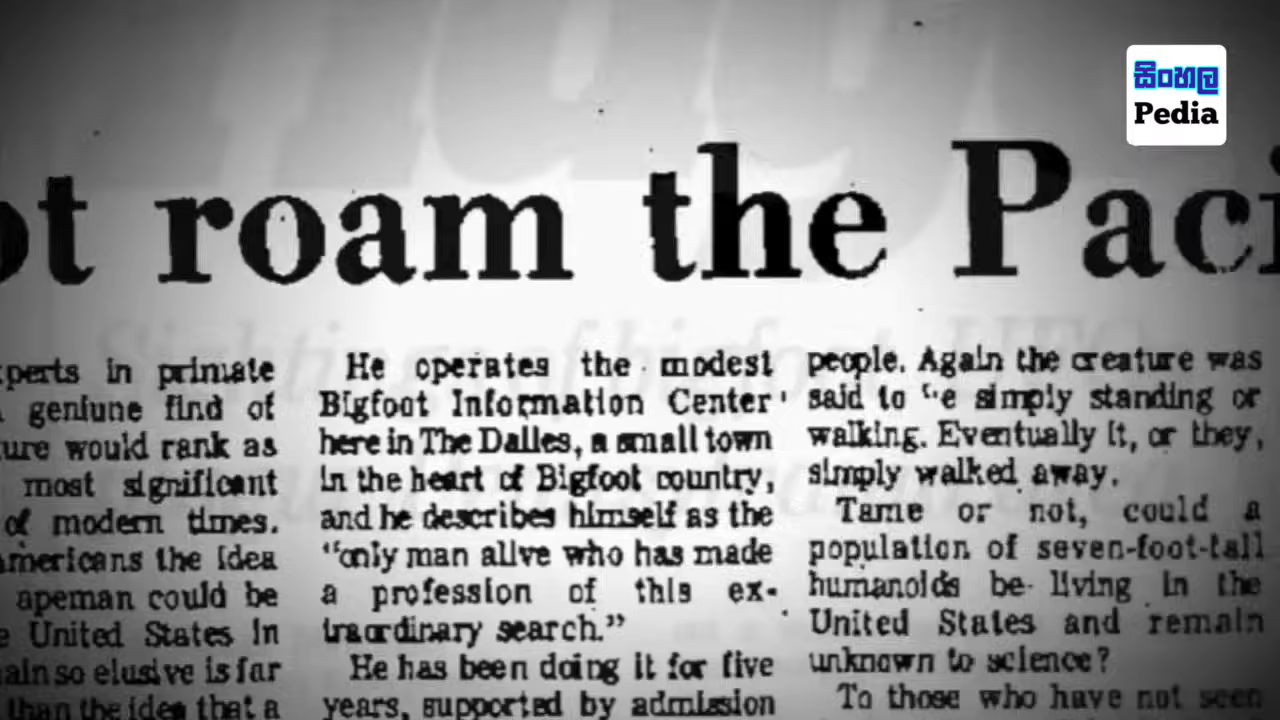 සිංහල
Pedia
ot roam the Paci
xperts in primate
geniune find of
ture would rank as
most significant
of modern times.
Americans the idea
apeman could be
e United States in
ain so elusive is far
than the idea that a
He operates the modest
Bigfoot Information Center
here in The Dalles, a small town
in the heart of Bigfoot country,
and he describes himself as the
"only man alive who has made
a profession of this ex-
traordinary search."
He has been doing it for five
years, supported by admission
people. Again the creature was
said to "e simply standing or
walking. Eventually it, or they,
simply walked away.
Tame or not, could a
population of seven-foot-tall
humanoids be living in the
United States and remain
unknown to science?
To those who have not seen